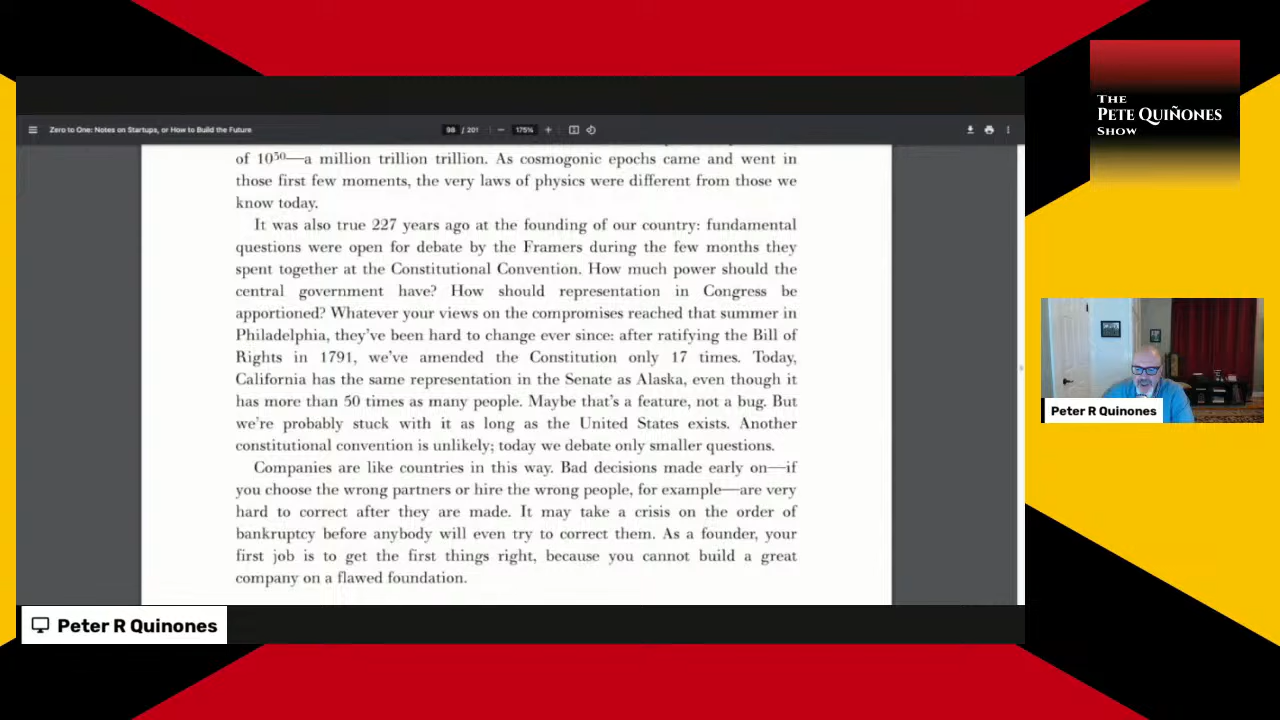 Zero to One: Notes on Startups, or How to Build the Future
98 / 201
175%
of 10⁵⁰—a million trillion trillion. As cosmogonic epochs came and went in
those first few moments, the very laws of physics were different from those we
know today.
It was also true 227 years ago at the founding of our country: fundamental
questions were open for debate by the Framers during the few months they
spent together at the Constitutional Convention. How much power should the
central government have? How should representation in Congress be
apportioned? Whatever your views on the compromises reached that summer in
Philadelphia, they've been hard to change ever since: after ratifying the Bill of
Rights in 1791, we've amended the Constitution only 17 times. Today,
California has the same representation in the Senate as Alaska, even though it
has more than 50 times as many people. Maybe that's a feature, not a bug. But
we're probably stuck with it as long as the United States exists. Another
constitutional convention is unlikely; today we debate only smaller questions.
Companies are like countries in this way. Bad decisions made early on—if
you choose the wrong partners or hire the wrong people, for example—are very
hard to correct after they are made. It may take a crisis on the order of
bankruptcy before anybody will even try to correct them. As a founder, your
first job is to get the first things right, because you cannot build a great
company on a flawed foundation.
Peter R Quinones
THE
PETE QUIÑONES
SHOW
Peter R Quinones